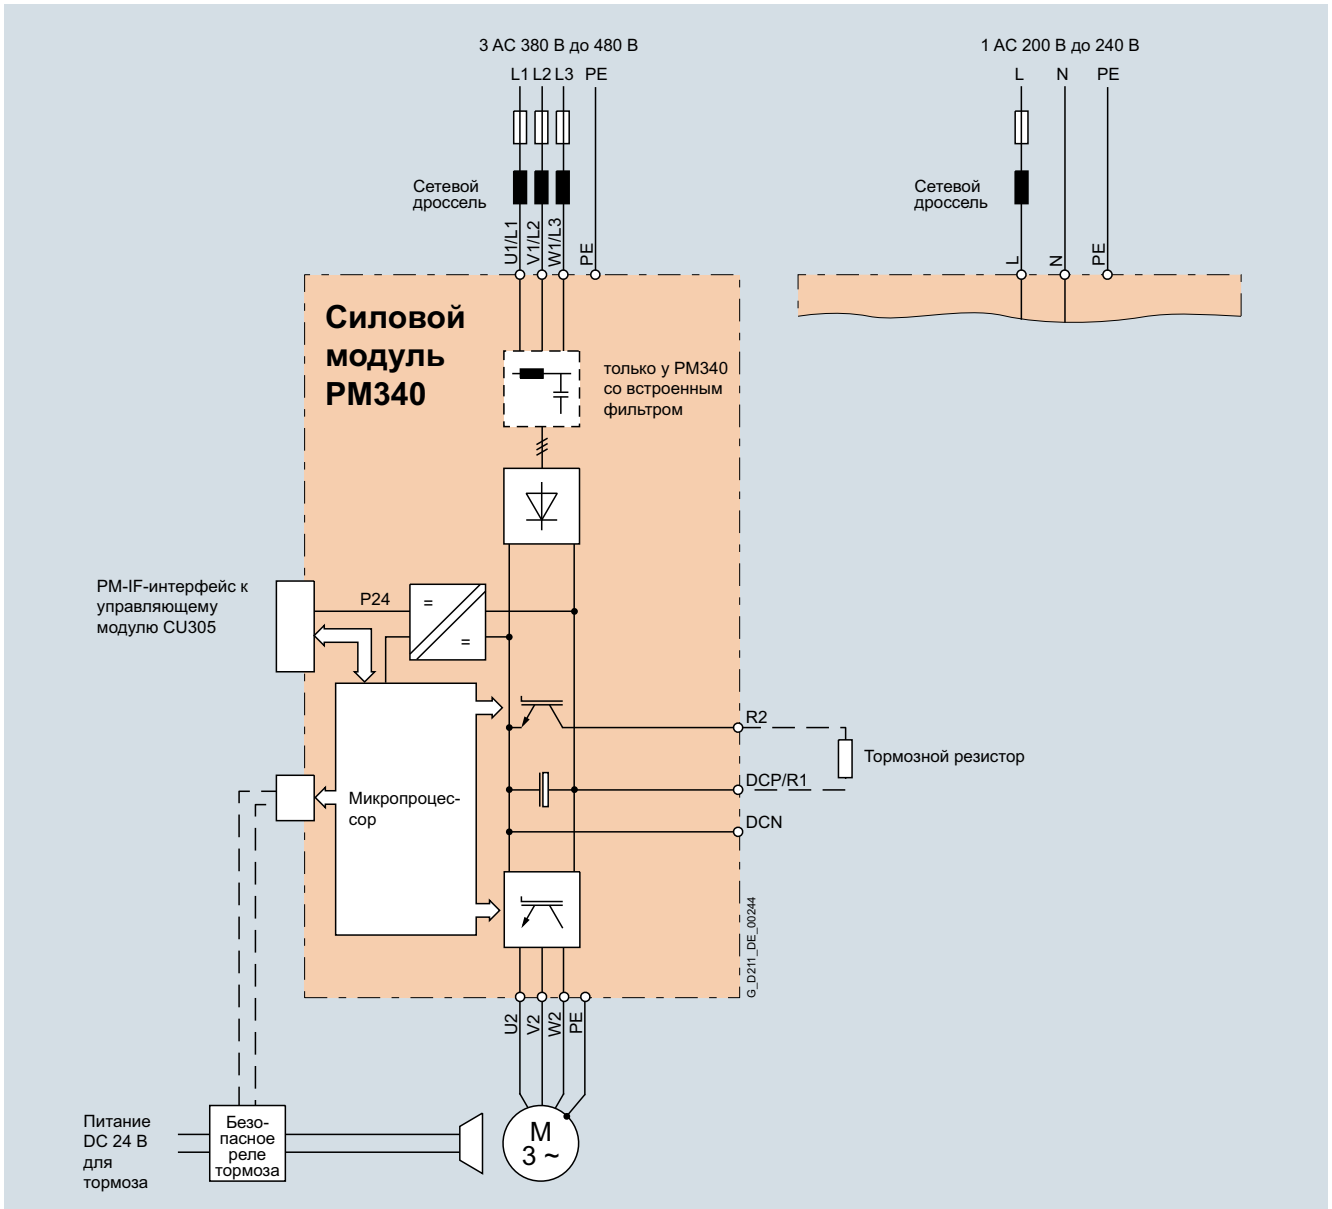 3 AC 380 В до 480 В
L1 L2 L3 PE
Сетевой
дроссель
U1/L1
V1/L2
W1/L3
PE
1 AC 200 В до 240 В
L N PE
Сетевой
дроссель
L
N
PE
Силовой
модуль
PM340
только у PM340
со встроенным
фильтром
PM-IF-интерфейс к
управляющему
модулю CU305
P24
=
=
Микропроцес-
сор
R2
Тормозной резистор
DCP/R1
DCN
G_D211_DE_00244
U2
V2
W2
PE
Питание
DC 24 В
для
тормоза
Безо-
пасное
реле
тормоза
M
3 ~